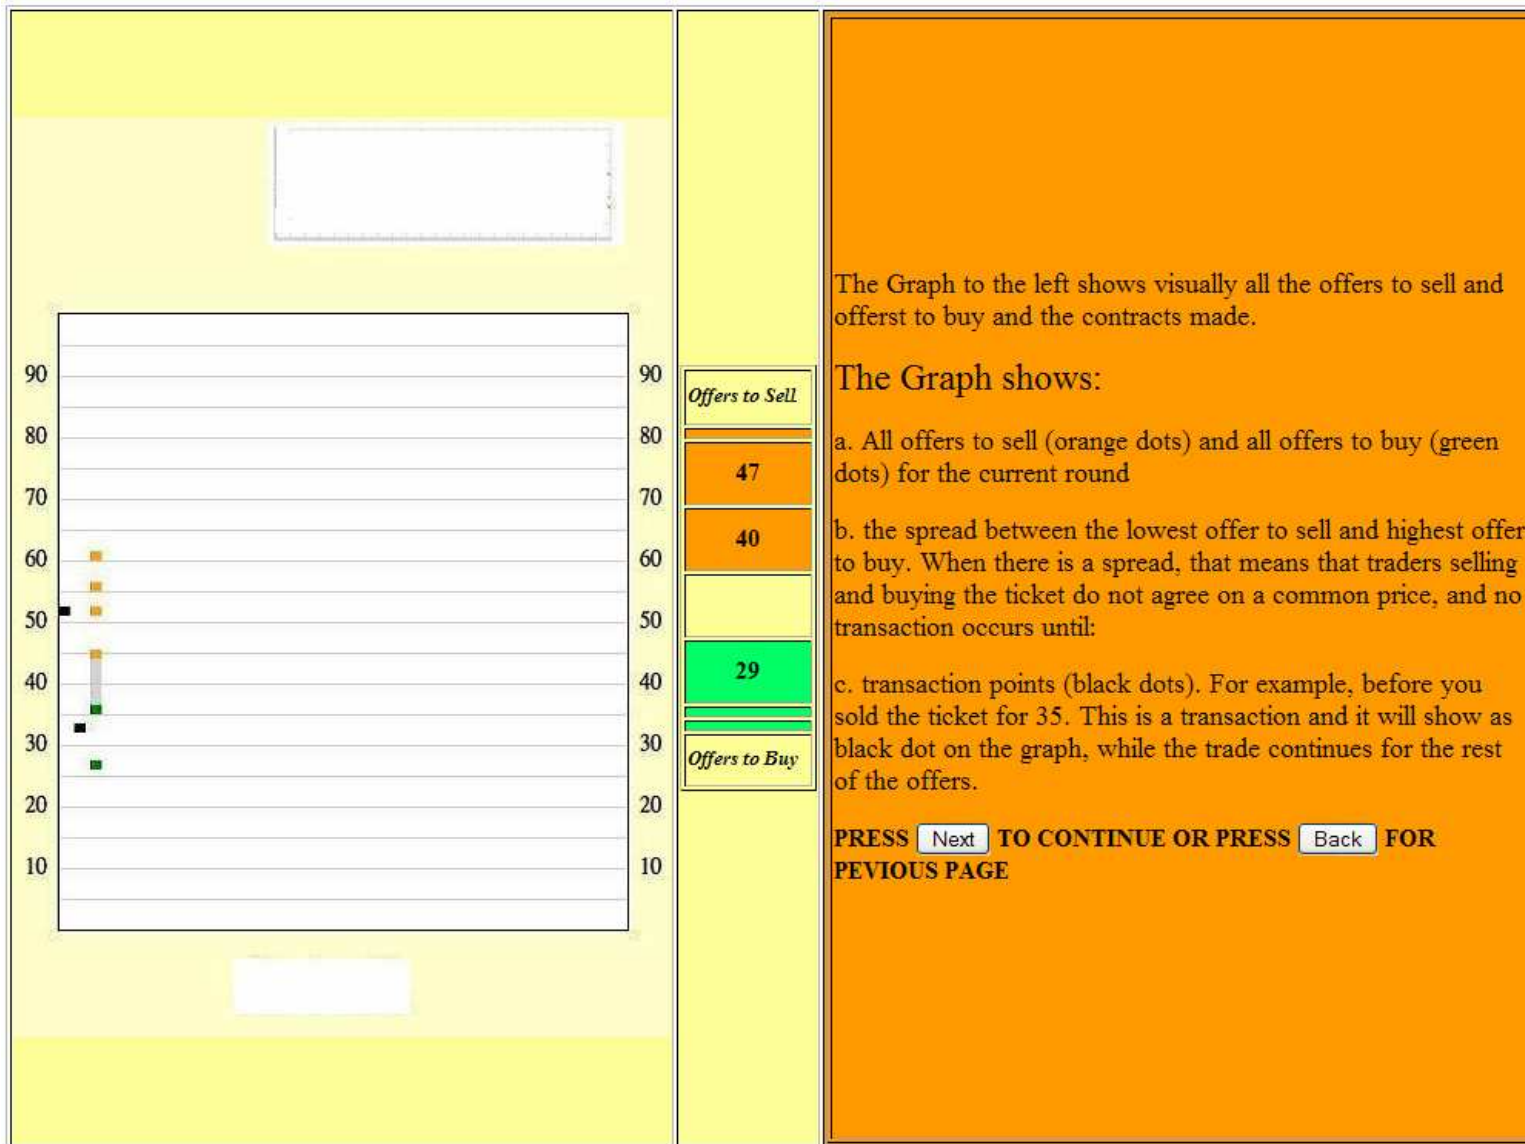 90
80
70
60
50
40
30
20
10
90
80
70
60
50
40
30
20
10
Offers to Sell
47
40
29
Offers to Buy
The Graph to the left shows visually all the offers to sell and
offerst to buy and the contracts made.
The Graph shows:
a. All offers to sell (orange dots) and all offers to buy (green
dots) for the current round
b. the spread between the lowest offer to sell and highest offer
to buy. When there is a spread, that means that traders selling
and buying the ticket do not agree on a common price, and no
transaction occurs until:
c. transaction points (black dots). For example, before you
sold the ticket for 35. This is a transaction and it will show as
black dot on the graph, while the trade continues for the rest
of the offers.
PRESS Next TO CONTINUE OR PRESS Back FOR
PEVIOUS PAGE